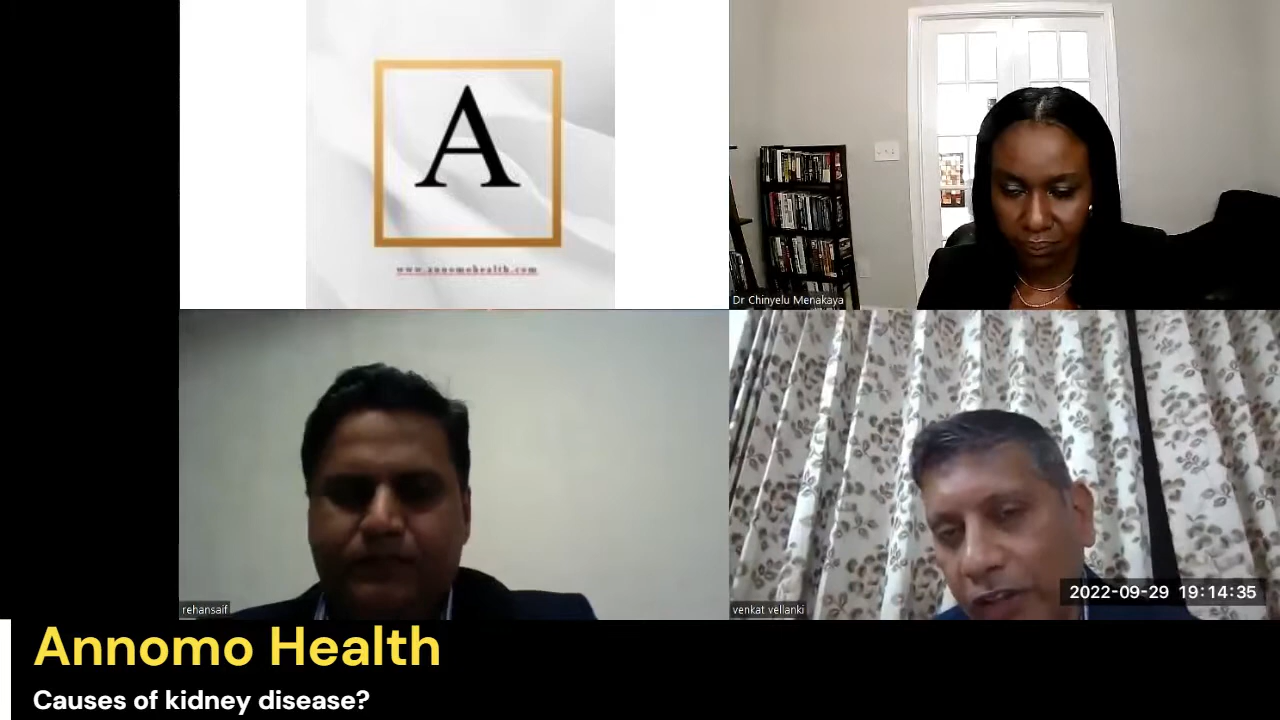 A
www.annomohealth.com
Dr Chinyelu Menakaya
rehansaif
venkat vellanki
2022-09-29 19:14:35
Annomo Health
Causes of kidney disease?